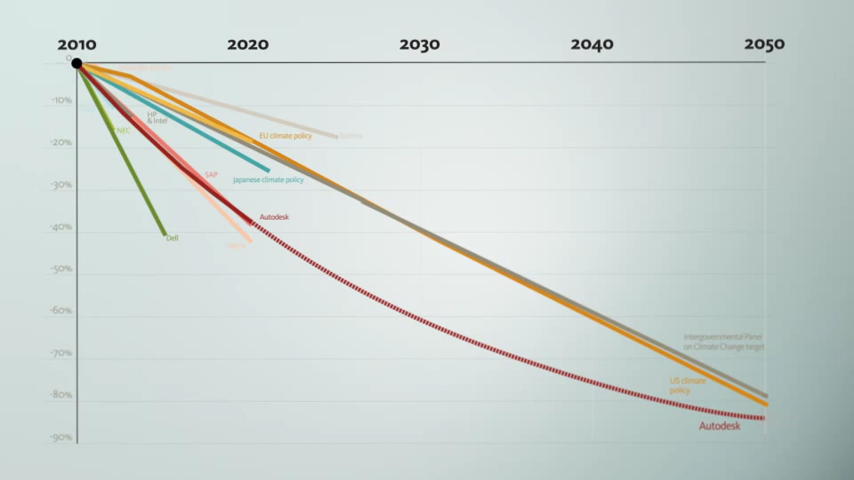 2010 2020 2030 2040 2050
0
-10%
-20%
-30%
-40%
-50%
-60%
-70%
-80%
-90%
NEC
HP
& Intel
EU climate policy
SAP
Japanese climate policy
Autodesk
Dell
Intergovernmental Panel
on Climate Change target
US climate
policy
Autodesk